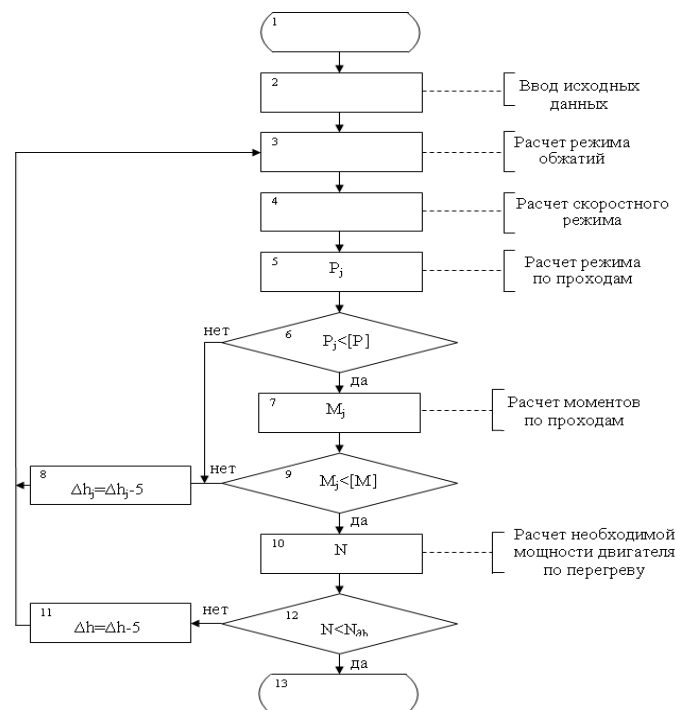 1
2
Ввод исходных
данных
3
Расчет режима
обжатий
4
Расчет скоростного
режима
5
Pj
Расчет режима
по проходам
нет
6
Pj<[P]
да
7
Mj
Расчет моментов
по проходам
8
Δhj=Δhj-5
нет
9
Mj<[M]
да
10
N
Расчет необходимой
мощности двигателя
по перегреву
11
Δh=Δh-5
нет
12
да
13